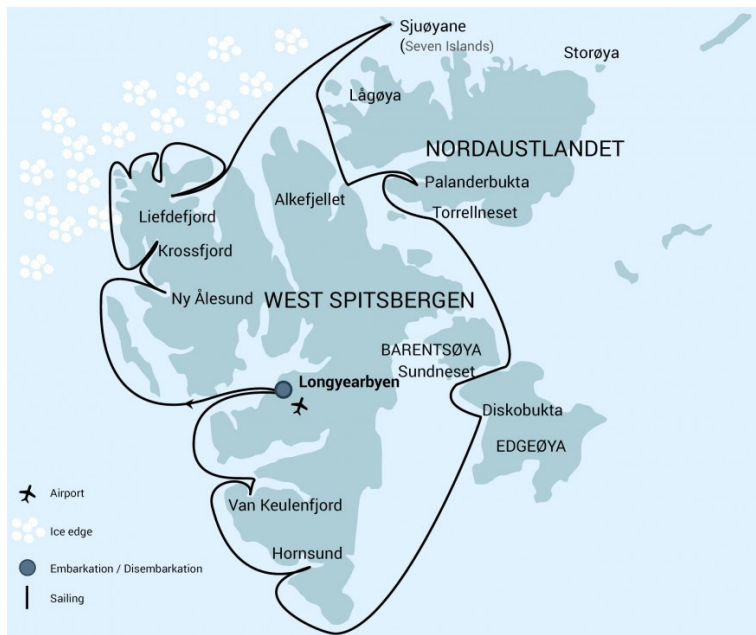 Sjuøyane
(Seven Islands)
Storøya
Lågøya
NORDAUSTLANDET
Palanderbukta
Alkefjellet
Torrellneset
Liefdefjord
Krossfjord
Ny Ålesund
WEST SPITSBERGEN
BARENTSØYA
Sundneset
Longyearbyen
Diskobukta
EDGEØYA
Van Keulenfjord
Hornsund
Airport
Ice edge
Embarkation / Disembarkation
Sailing